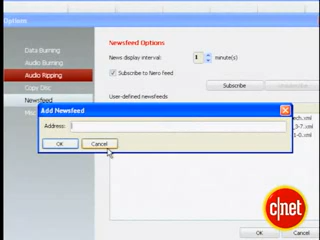 Options
Newsfeed Options
Data Burning
Audio Burning
Audio Ripping
Copy Disc
Newsfeed
News display interval: 1 minute(s)
Subscribe to Nero feed
Subscribe
User-defined newsfeeds
Add Newsfeed
Address:
OK Cancel
OK Cancel
c|net